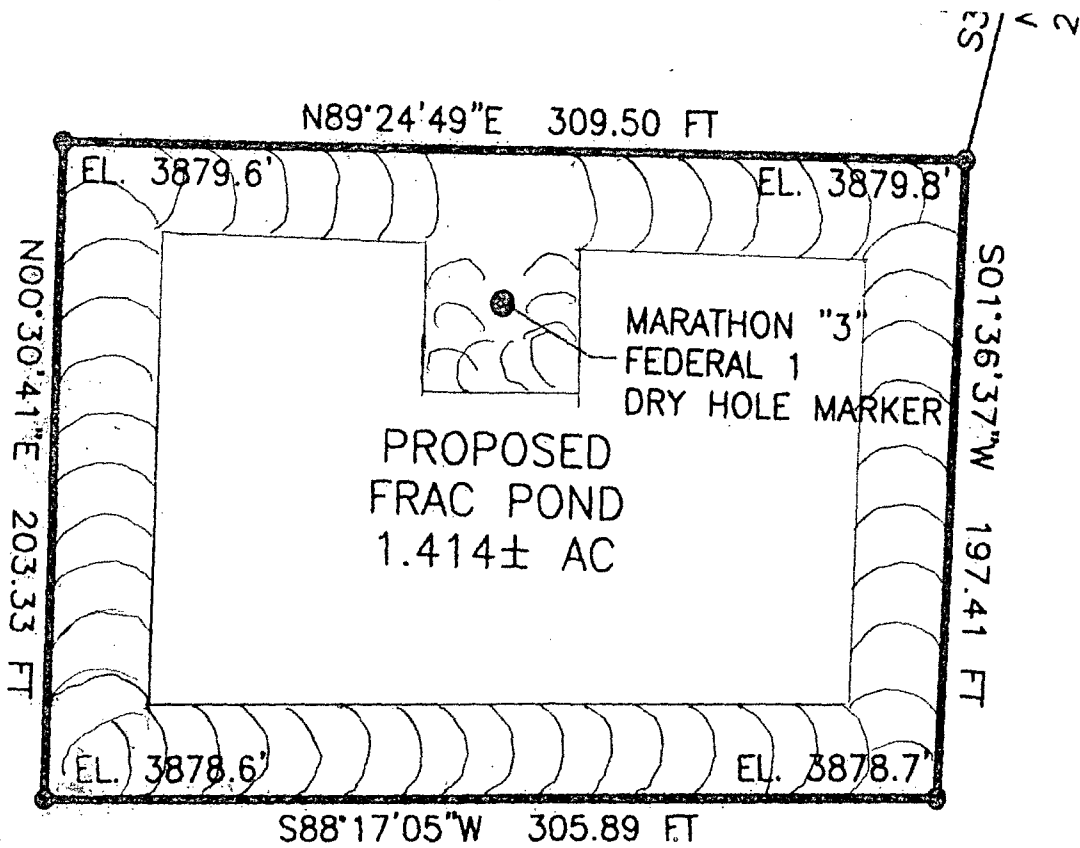 ES
2
N89°24'49"E 309.50 FT
EL. 3879.6'
EL. 3879.8'
N00°30'41"E 203.33 FT
S01°36'37"W 197.41 FT
MARATHON "3"
FEDERAL 1
DRY HOLE MARKER
PROPOSED
FRAC POND
1.414± AC
EL. 3878.6'
EL. 3878.7'
S88°17'05"W 305.89 FT